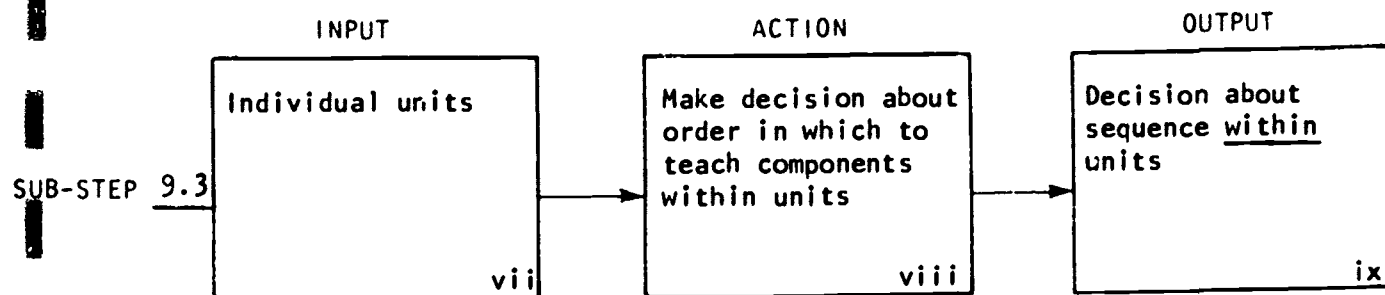 INPUT
ACTION
OUTPUT
SUB-STEP 9.3
Individual units
vii
Make decision about
order in which to
teach components
within units
viii
Decision about
sequence within
units
ix